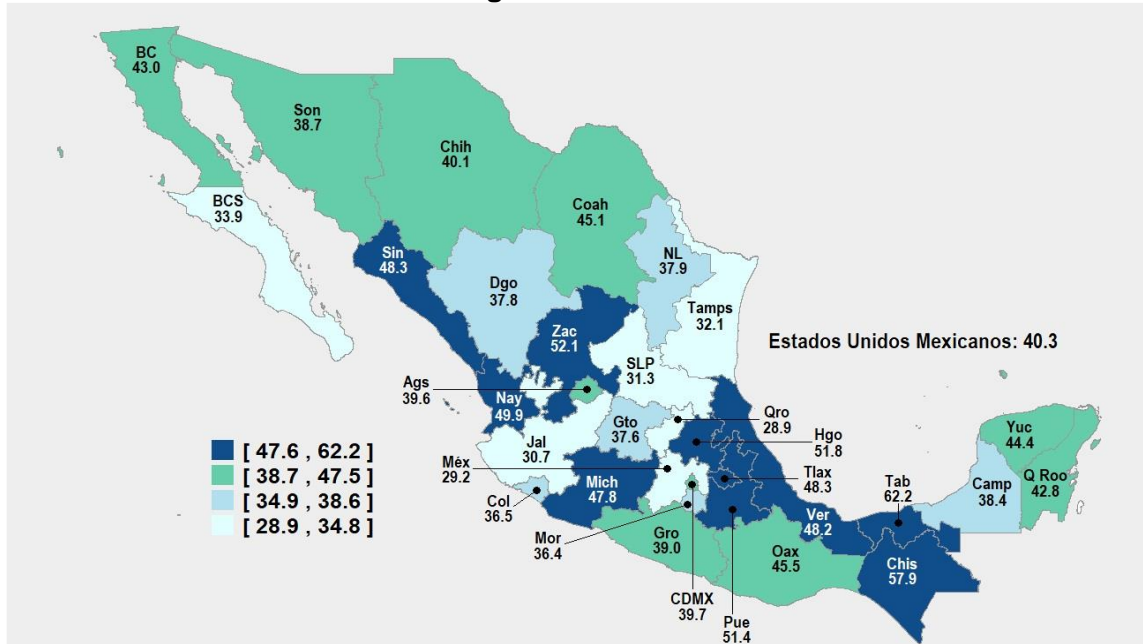 BC
43.0
Son
38.7
Chih
40.1
BCS
33.9
Coah
45.1
Sin
48.3
NL
37.9
Dgo
37.8
Tamps
32.1
Zac
52.1
Estados Unidos Mexicanos: 40.3
SLP
31.3
Ags
39.6
Nay
49.9
Qro
28.9
Gto
37.6
Hgo
51.8
Yuc
44.4
Jal
30.7
Méx
29.2
Tlax
48.3
Q Roo
42.8
Mich
47.8
Tab
62.2
Camp
38.4
Col
36.5
Ver
48.2
Mor
36.4
Gro
39.0
Oax
45.5
Chis
57.9
CDMX
39.7
Pue
51.4
[ 47.6 , 62.2 ]
[ 38.7 , 47.5 ]
[ 34.9 , 38.6 ]
[ 28.9 , 34.8 ]